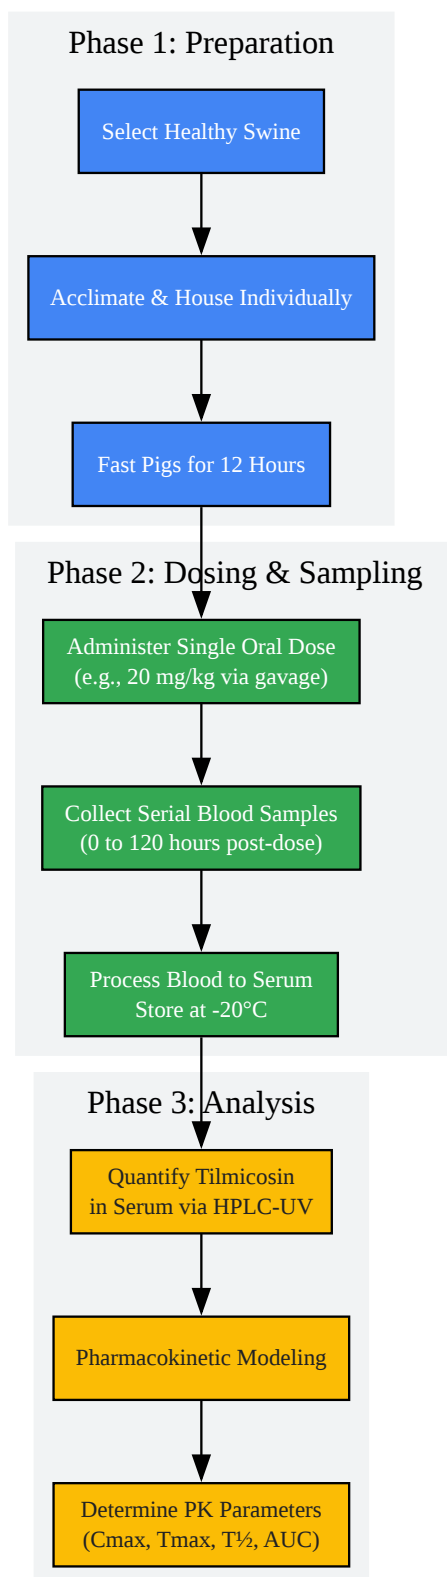 Phase 1: Preparation
Select Healthy Swine
Acclimate & House Individually
Fast Pigs for 12 Hours
Phase 2: Dosing & Sampling
Administer Single Oral Dose
(e.g., 20 mg/kg via gavage)
Collect Serial Blood Samples
(0 to 120 hours post-dose)
Process Blood to Serum
Store at -20°C
Phase 3: Analysis
Quantify Tilmicosin
in Serum via HPLC-UV
Pharmacokinetic Modeling
Determine PK Parameters
(Cmax, Tmax, T½, AUC)